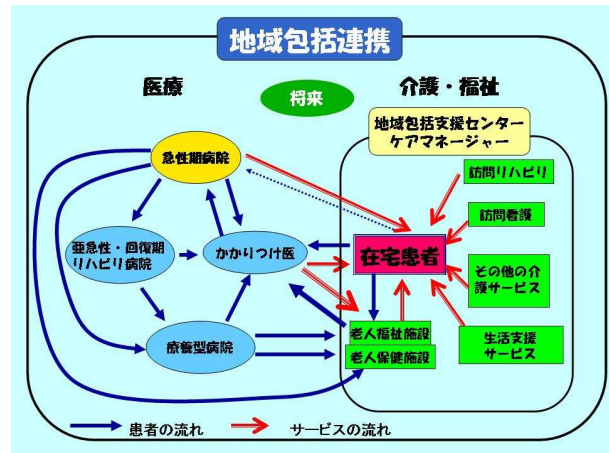 地域包括連携
医療
将来
介護・福祉
地域包括支援センター
ケアマネージャー
急性期病院
訪問リハビリ
訪問看護
亜急性・回復期
リハビリ病院
かかりつけ医
在宅患者
その他の介
護サービス
老人福祉施設
生活支援
サービス
療養型病院
老人保健施設
患者の流れ
サービスの流れ